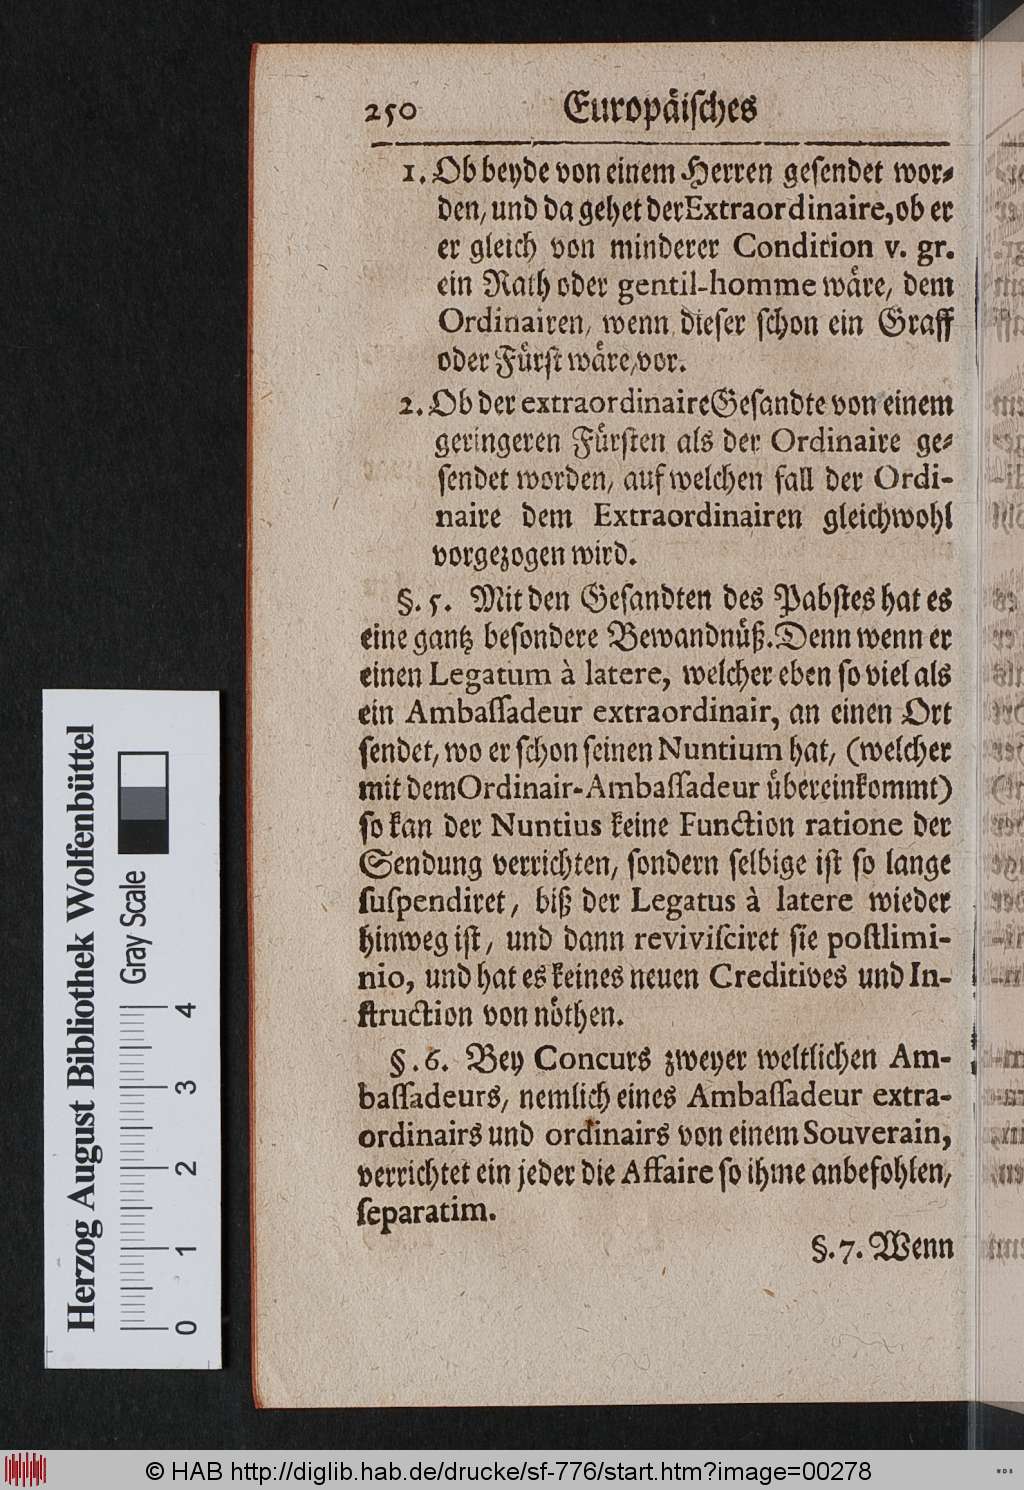 250 Europäiſches
1. Ob beyde von einem Herren geſendet wor⸗
den, und da gehet der Extraordinaire, ob er
er gleich von minderer Condition v. gr.
ein Rath oder gentil-homme wäre, dem
Ordinairen, wenn dieſer ſchon ein Graff
oder Fürſt wäre, vor.
2. Ob der extraordinaire Geſandte von einem
geringeren Fürſten als der Ordinaire ge⸗
ſendet worden, auf welchen fall der Ordi-
naire dem Extraordinairen gleichwohl
vorgezogen wird.
§. 5. Mit den Geſandten des Pabſtes hat es
eine gantz beſondere Bewandnüß. Denn wenn er
einen Legatum à latere, welcher eben ſo viel als
ein Ambaſſadeur extraordinair, an einen Ort
ſendet, wo er ſchon ſeinen Nuntium hat, (welcher
mit dem Ordinair-Ambaſſadeur übereinkommt)
ſo kan der Nuntius keine Function ratione der
Sendung verrichten, ſondern ſelbige iſt ſo lange
ſuſpendiret, biß der Legatus à latere wieder
hinweg iſt, und dann reviviſciret ſie poſtlimi-
nio, und hat es keines neuen Creditives und In-
ſtruction von nöthen.
§. 6. Bey Concurs zweyer weltlichen Am-
baſſadeurs, nemlich eines Ambaſſadeur extra-
ordinairs und ordinairs von einem Souverain,
verrichtet ein jeder die Affaire ſo ihme anbefohlen,
ſeparatim.
§. 7. Wenn
Herzog August Bibliothek Wolfenbüttel
Gray Scale
0 1 2 3 4
© HAB http://diglib.hab.de/drucke/sf-776/start.htm?image=00278